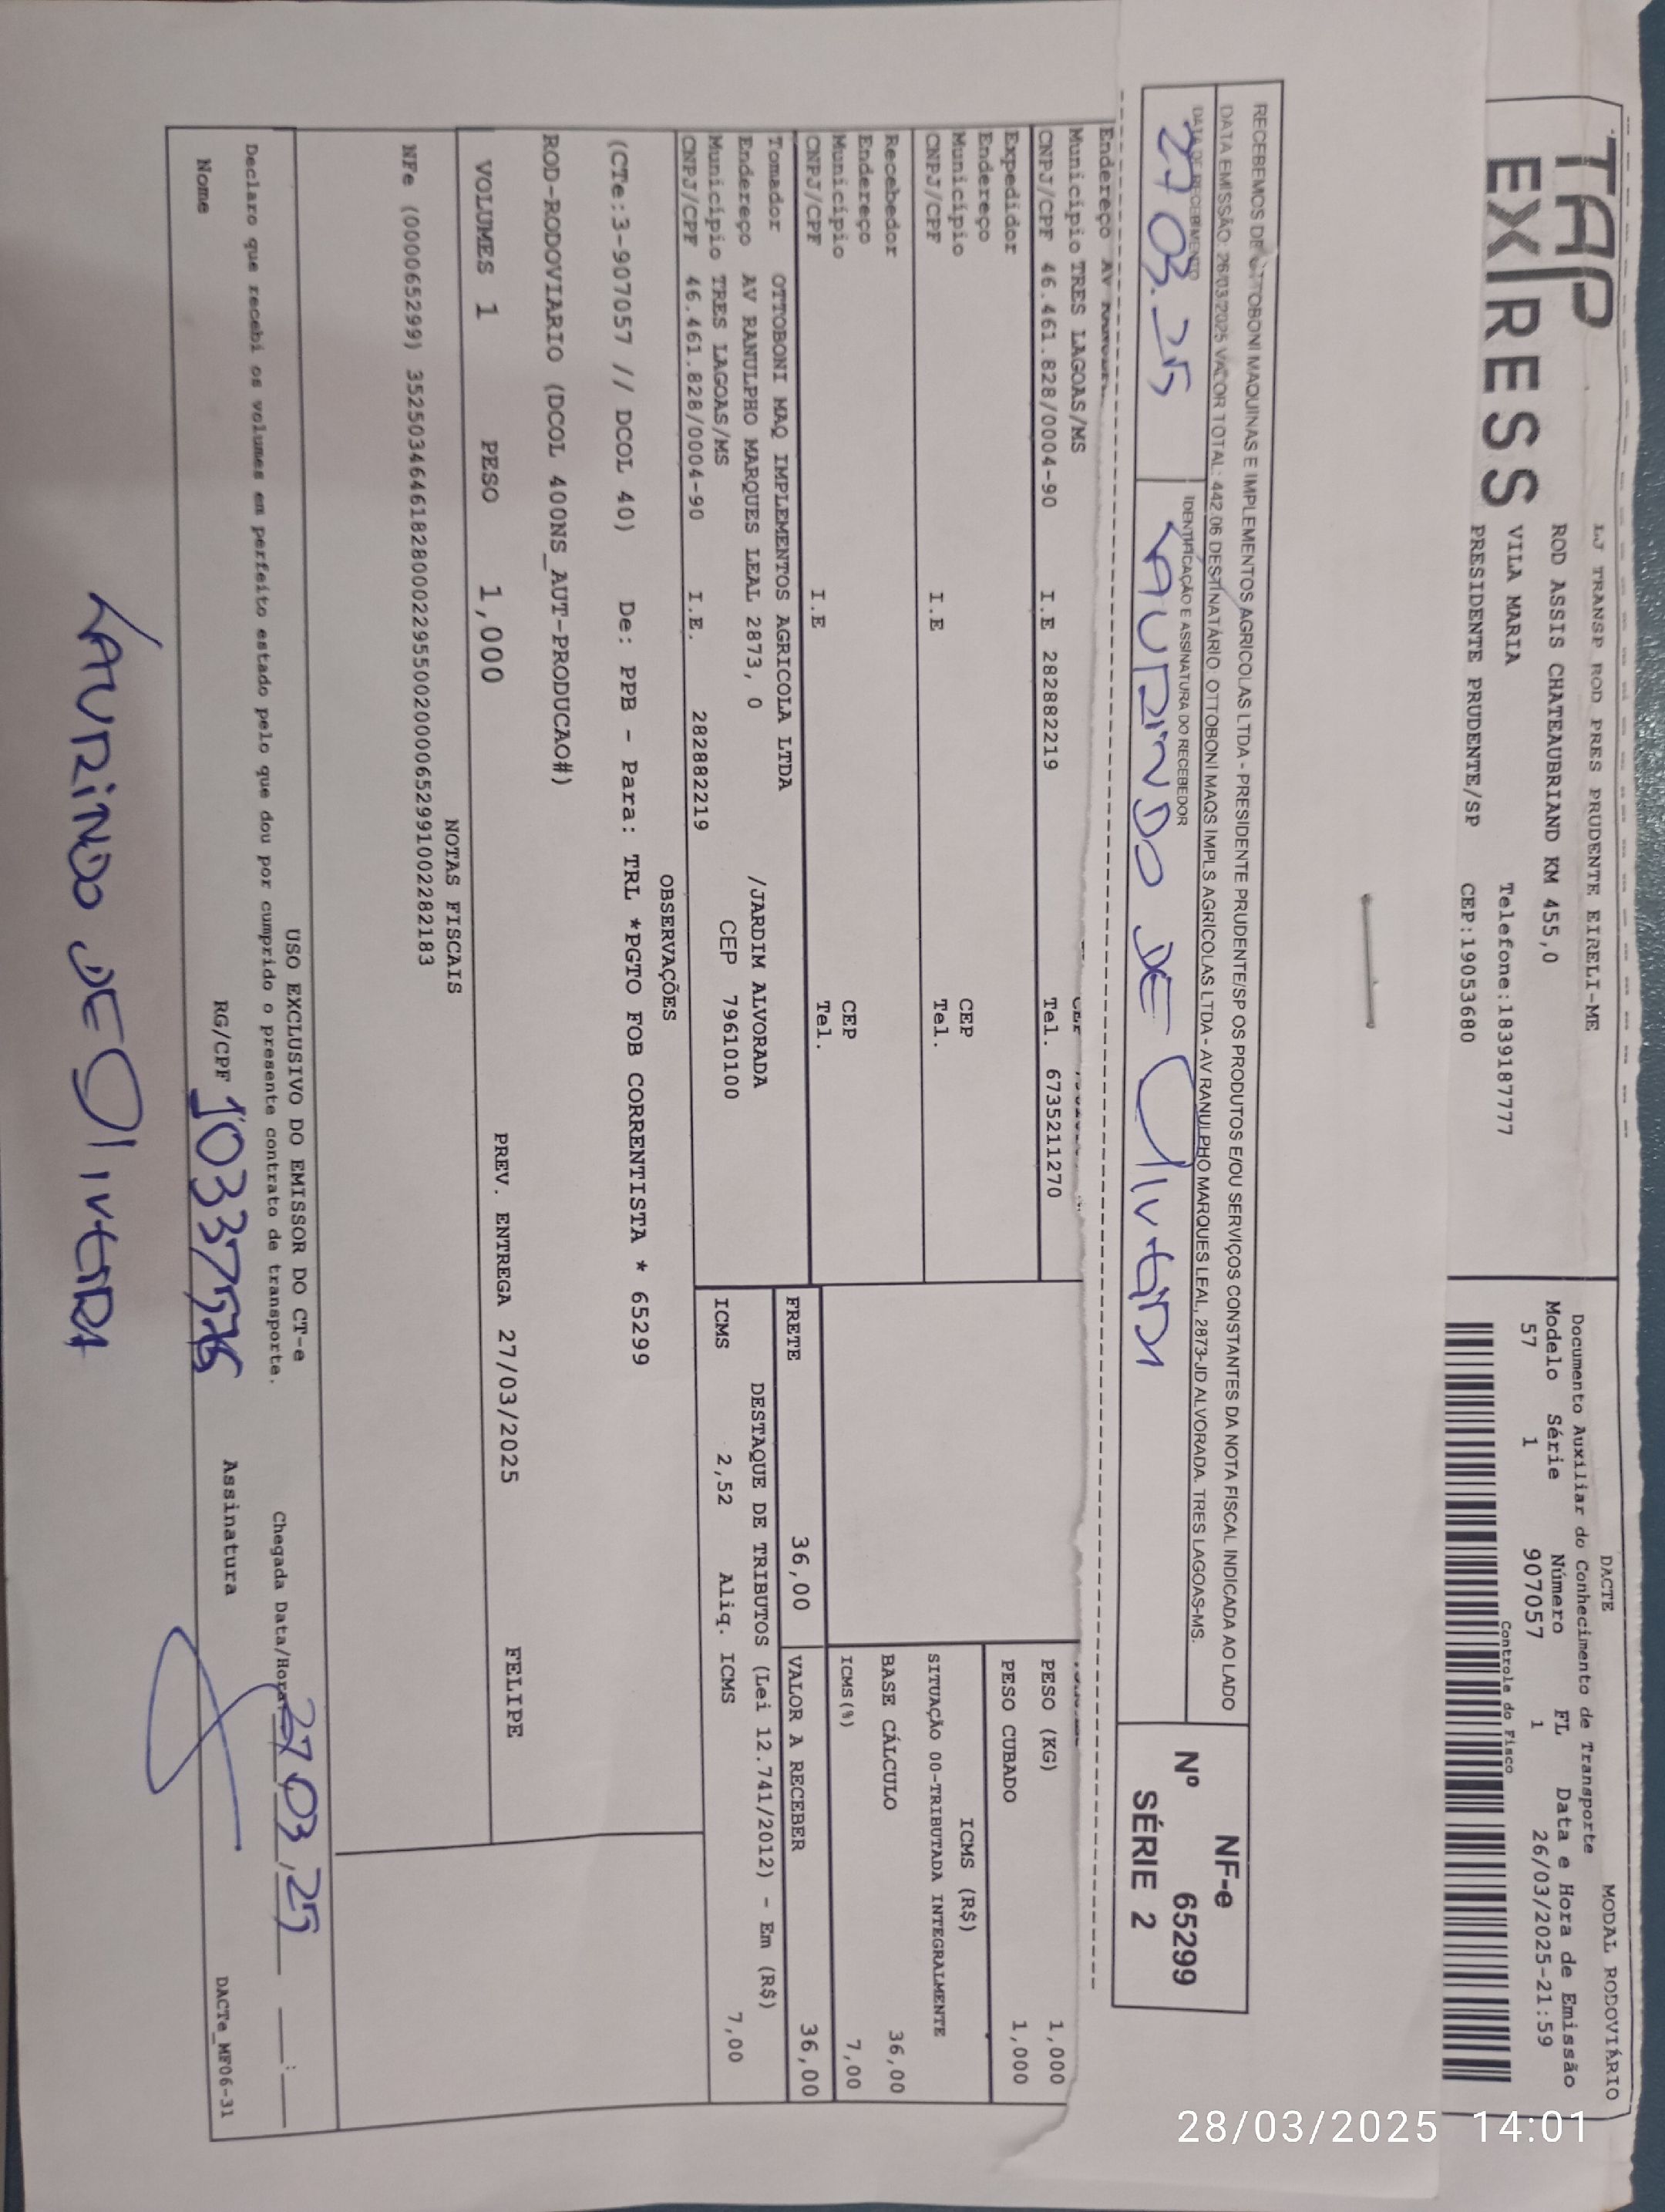 TAP
EXPRESS
LJ TRANSP ROD PRES PRUDENTE EIRELI-ME
ROD ASSIS CHATEAUBRIAND KM 455,0
VILA MARIA Telefone:1839187777
PRESIDENTE PRUDENTE/SP CEP:19053680
DACTE MODAL RODOVIÁRIO
Documento Auxiliar do Conhecimento de Transporte
Modelo Série Número FL Data e Hora de Emissão
57 1 907057 1 26/03/2025-21:59
Controle do Fisco
RECEBEMOS DE OTTOBONI MAQUINAS E IMPLEMENTOS AGRICOLAS LTDA - PRESIDENTE PRUDENTE/SP OS PRODUTOS E/OU SERVIÇOS CONSTANTES DA NOTA FISCAL INDICADA AO LADO
DATA EMISSÃO: 26/03/2025 VALOR TOTAL: 442.06 DESTINATÁRIO: OTTOBONI MAQS IMPLS AGRICOLAS LTDA - AV RANULPHO MARQUES LEAL, 2873-JD ALVORADA. TRES LAGOAS-MS.
DATA DE RECEBIMENTO IDENTIFICAÇÃO E ASSINATURA DO RECEBEDOR
27 03.25 LAURINDO DE OlivEiRA
NF-e
Nº 65299
SÉRIE 2
Endereço AV
Município TRES LAGOAS/MS
CNPJ/CPF 46.461.828/0004-90 I.E 282882219 Tel. 6735211270
Expedidor
Endereço
Município CEP
CNPJ/CPF I.E Tel.
Recebedor
Endereço
Município CEP
CNPJ/CPF I.E Tel.
PESO (KG) 1,000
PESO CUBADO 1,000
ICMS (R$)
SITUAÇÃO 00-TRIBUTADA INTEGRALMENTE
BASE CÁLCULO 36,00
ICMS(%) 7,00
Tomador OTTOBONI MAQ IMPLEMENTOS AGRICOLA LTDA
Endereço AV RANULPHO MARQUES LEAL 2873, 0 /JARDIM ALVORADA
Município TRES LAGOAS/MS CEP 79610100
CNPJ/CPF 46.461.828/0004-90 I.E. 282882219
FRETE 36,00 VALOR A RECEBER 36,00
DESTAQUE DE TRIBUTOS (Lei 12.741/2012) - Em (R$)
ICMS 2,52 Aliq. ICMS 7,00
OBSERVAÇÕES
(CTe:3-907057 // DCOL 40) De: PPB - Para: TRL *PGTO FOB CORRENTISTA * 65299
ROD-RODOVIARIO (DCOL 400NS_AUT-PRODUCAO#)
VOLUMES 1 PESO 1,000 PREV. ENTREGA 27/03/2025 FELIPE
NOTAS FISCAIS
NFe (000065299) 35250346461828000229550020000652991002282183
USO EXCLUSIVO DO EMISSOR DO CT-e
Declaro que recebi os volumes em perfeito estado pelo que dou por cumprido o presente contrato de transporte. Chegada Data/Hora 27/03/25 __:__
Nome RG/CPF Assinatura DACTe_MF06-31
LAURINDO DE OlivEiRA
28/03/2025 14:01